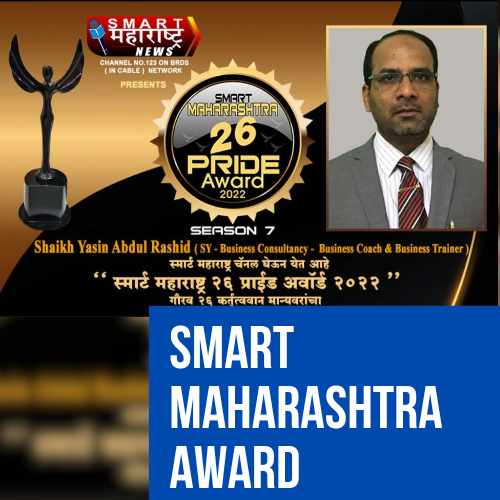 SMART
महाराष्ट्र
NEWS
CHANNEL NO.123 ON BRDS
( IN CABLE ) NETWORK
PRESENTS
SMART
MAHARASHTRA
26
PRIDE
Award
2022
SEASON 7
Shaikh Yasin Abdul Rashid ( SY - Business Consultancy - Business Coach & Business Trainer )
स्मार्ट महाराष्ट्र चॅनल घेऊन येत आहे
“ स्मार्ट महाराष्ट्र २६ प्राईड अवॉर्ड २०२२ ”
गौरव २६ कर्तृत्ववान मान्यवरांचा
SMART
MAHARASHTRA
AWARD